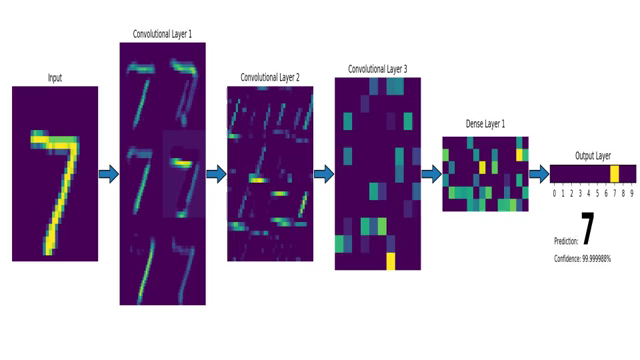 Input
Convolutional Layer 1
Convolutional Layer 2
Convolutional Layer 3
Dense Layer 1
Output Layer
0 1 2 3 4 5 6 7 8 9
Prediction: 7
Confidence: 99.999988%